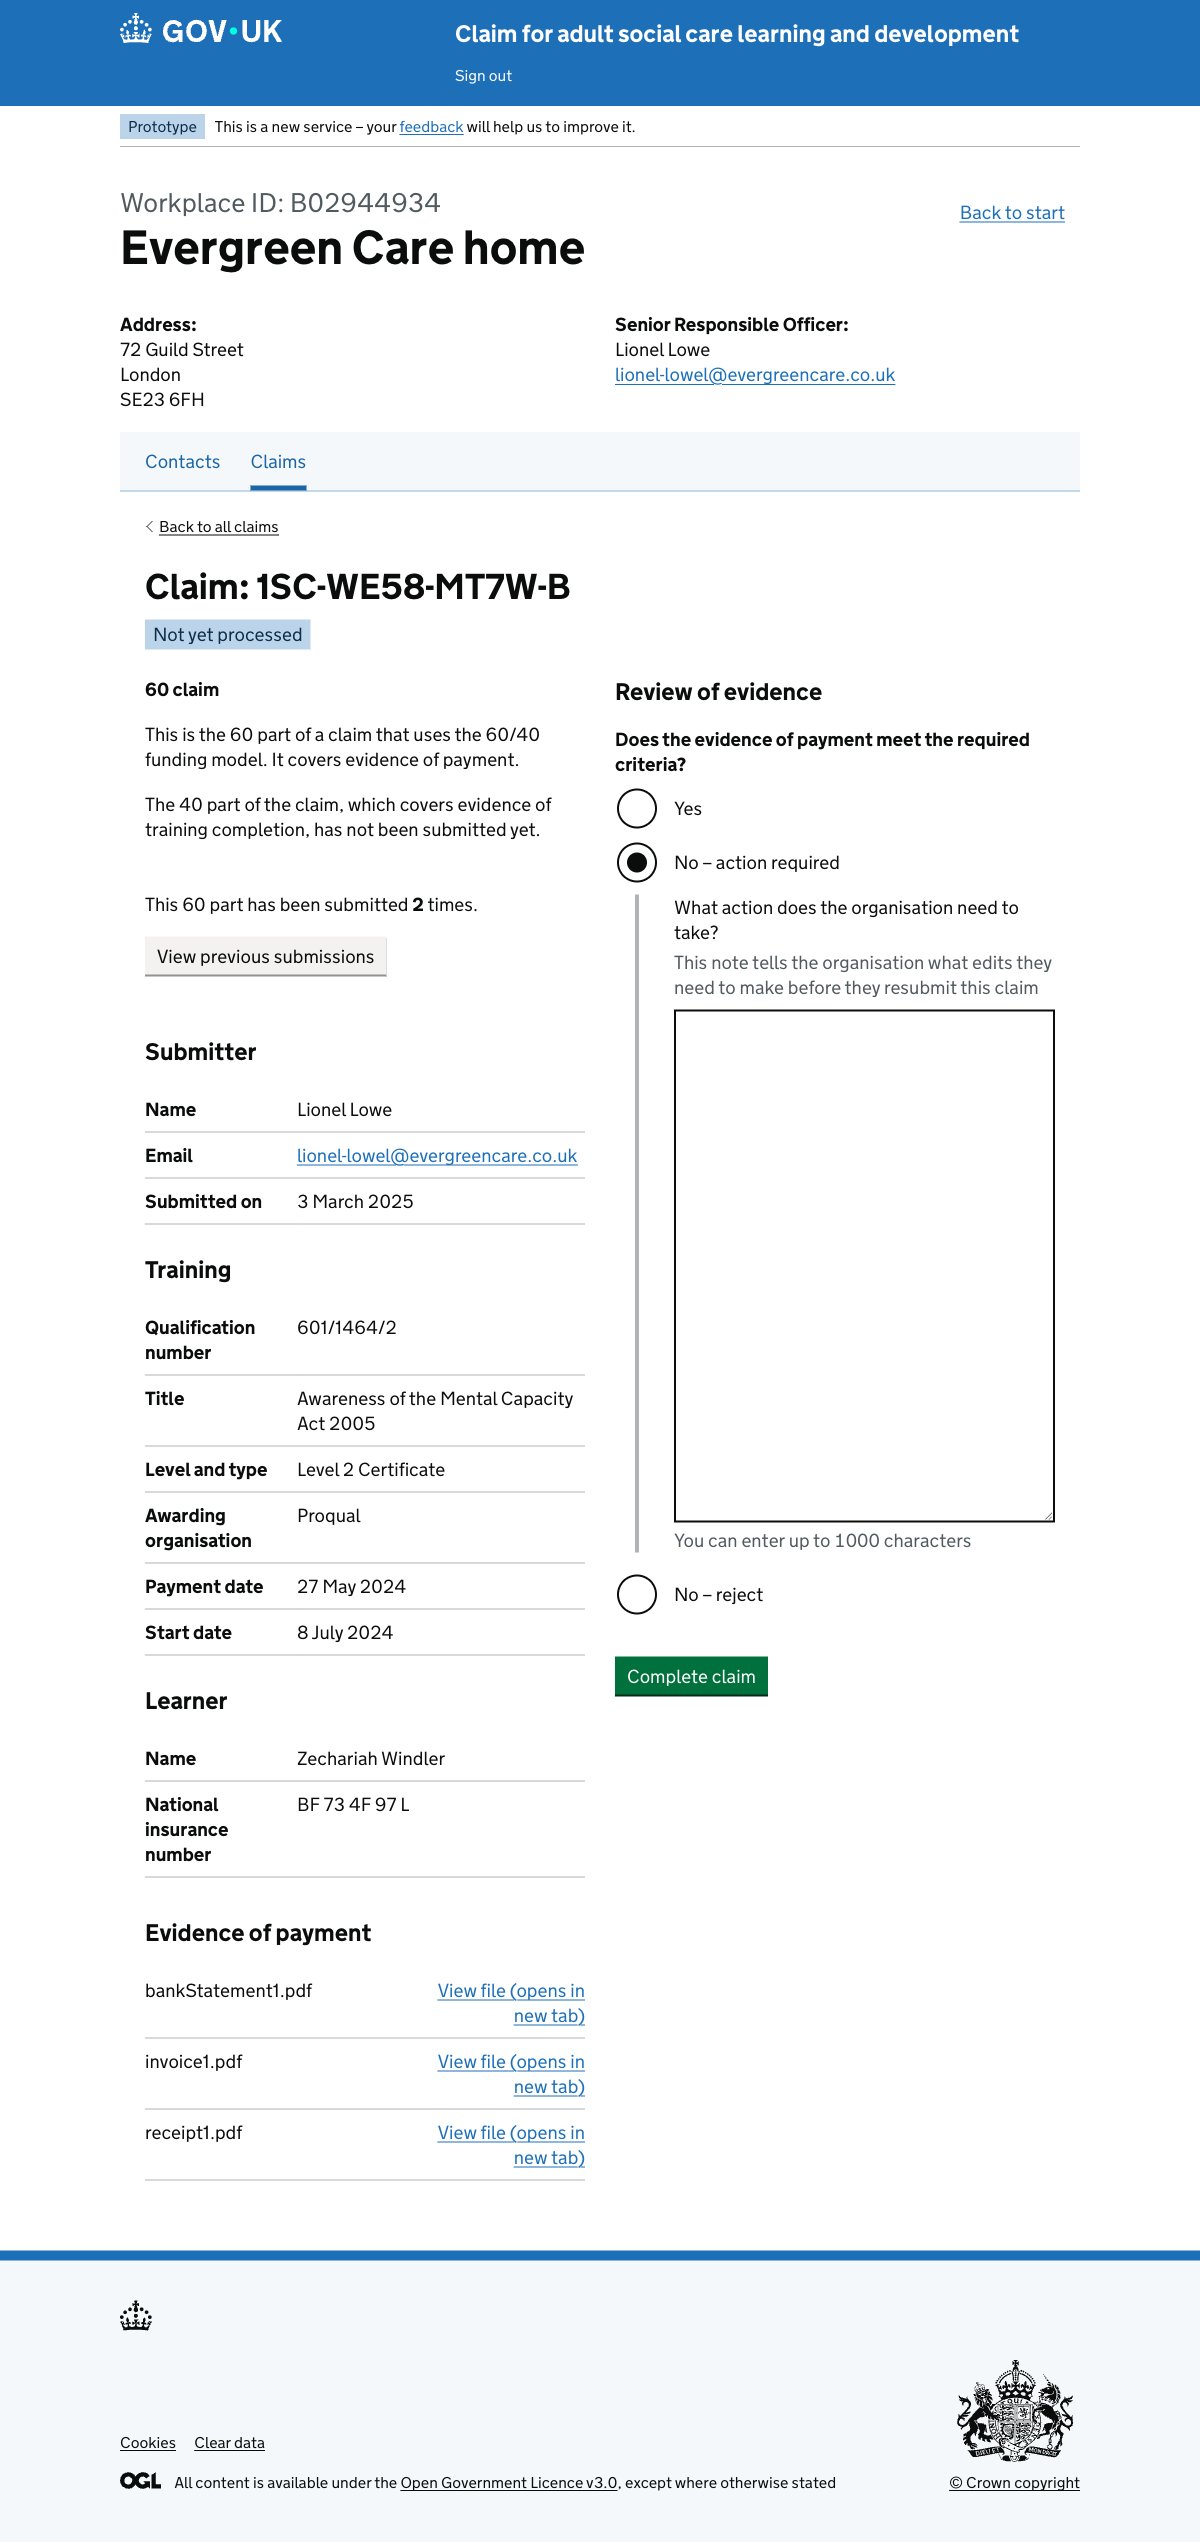 GOV·UK
Claim for adult social care learning and development
Sign out
Prototype
This is a new service – your feedback will help us to improve it.
Workplace ID: B02944934
Back to start
Evergreen Care home
Address:
72 Guild Street
London
SE23 6FH
Senior Responsible Officer:
Lionel Lowe
lionel-lowel@evergreencare.co.uk
Contacts
Claims
Back to all claims
Claim: 1SC-WE58-MT7W-B
Not yet processed
60 claim
This is the 60 part of a claim that uses the 60/40
funding model. It covers evidence of payment.
The 40 part of the claim, which covers evidence of
training completion, has not been submitted yet.
This 60 part has been submitted 2 times.
View previous submissions
Submitter
Name
Lionel Lowe
Email
lionel-lowel@evergreencare.co.uk
Submitted on
3 March 2025
Training
Qualification
number
601/1464/2
Title
Awareness of the Mental Capacity
Act 2005
Level and type
Level 2 Certificate
Awarding
organisation
Proqual
Payment date
27 May 2024
Start date
8 July 2024
Learner
Name
Zechariah Windler
National
insurance
number
BF 73 4F 97 L
Evidence of payment
bankStatement1.pdf
View file (opens in
new tab)
invoice1.pdf
View file (opens in
new tab)
receipt1.pdf
View file (opens in
new tab)
Review of evidence
Does the evidence of payment meet the required
criteria?
Yes
No – action required
What action does the organisation need to
take?
This note tells the organisation what edits they
need to make before they resubmit this claim
You can enter up to 1000 characters
No – reject
Complete claim
Cookies
Clear data
OGL
All content is available under the Open Government Licence v3.0, except where otherwise stated
© Crown copyright